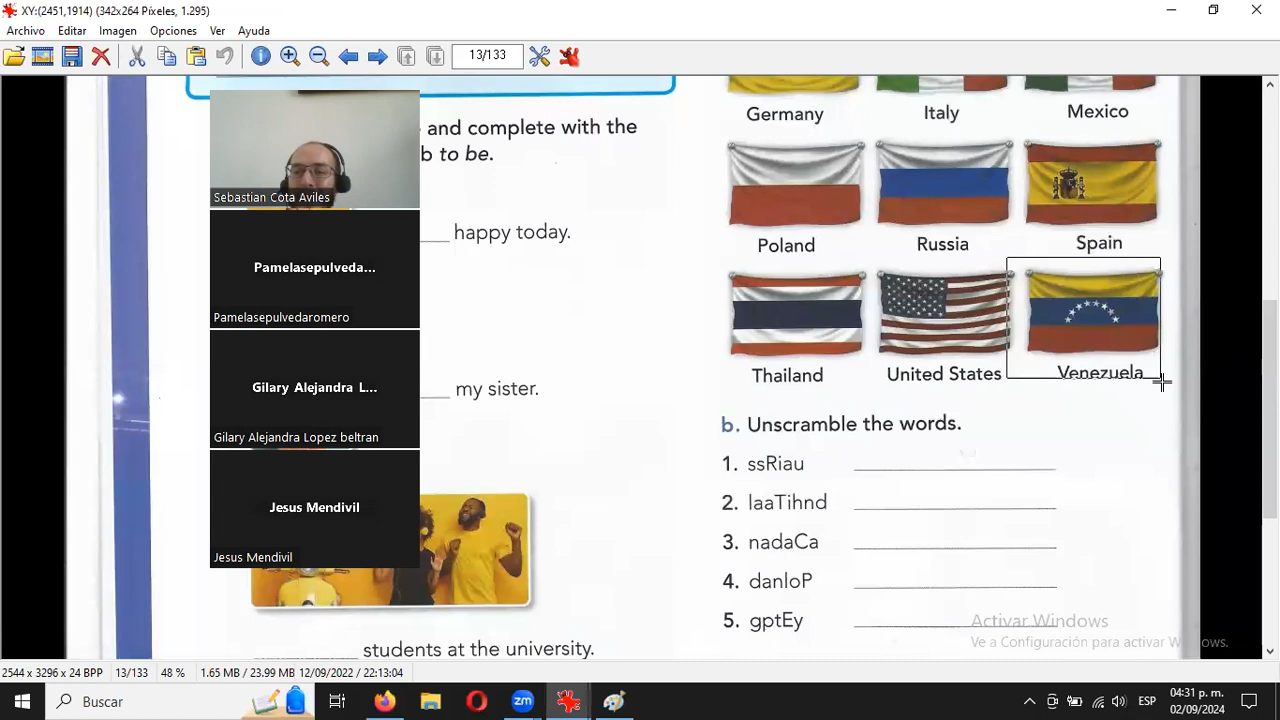 XY:(2451,1914) (342x264 Píxeles, 1.295)
Archivo Editar Imagen Opciones Ver Ayuda
13/133
Germany Italy Mexico
and complete with the
b to be.
Sebastian Cota Aviles
Pamelasepulveda...
Pamelasepulvedaromero
happy today.
Gilary Alejandra L...
Gilary Alejandra Lopez beltran
my sister.
Jesus Mendivil
Jesus Mendivil
students at the university.
Poland Russia Spain
Thailand United States Venezuela
b. Unscramble the words.
1. ssRiau
2. laaTihnd
3. nadaCa
4. danloP
5. gptEy
Activar Windows
Ve a Configuración para activar Windows.
2544 x 3296 x 24 BPP 13/133 48 % 1.65 MB / 23.99 MB 12/09/2022 / 22:13:04
Buscar
zm
ESP
04:31 p. m.
02/09/2024